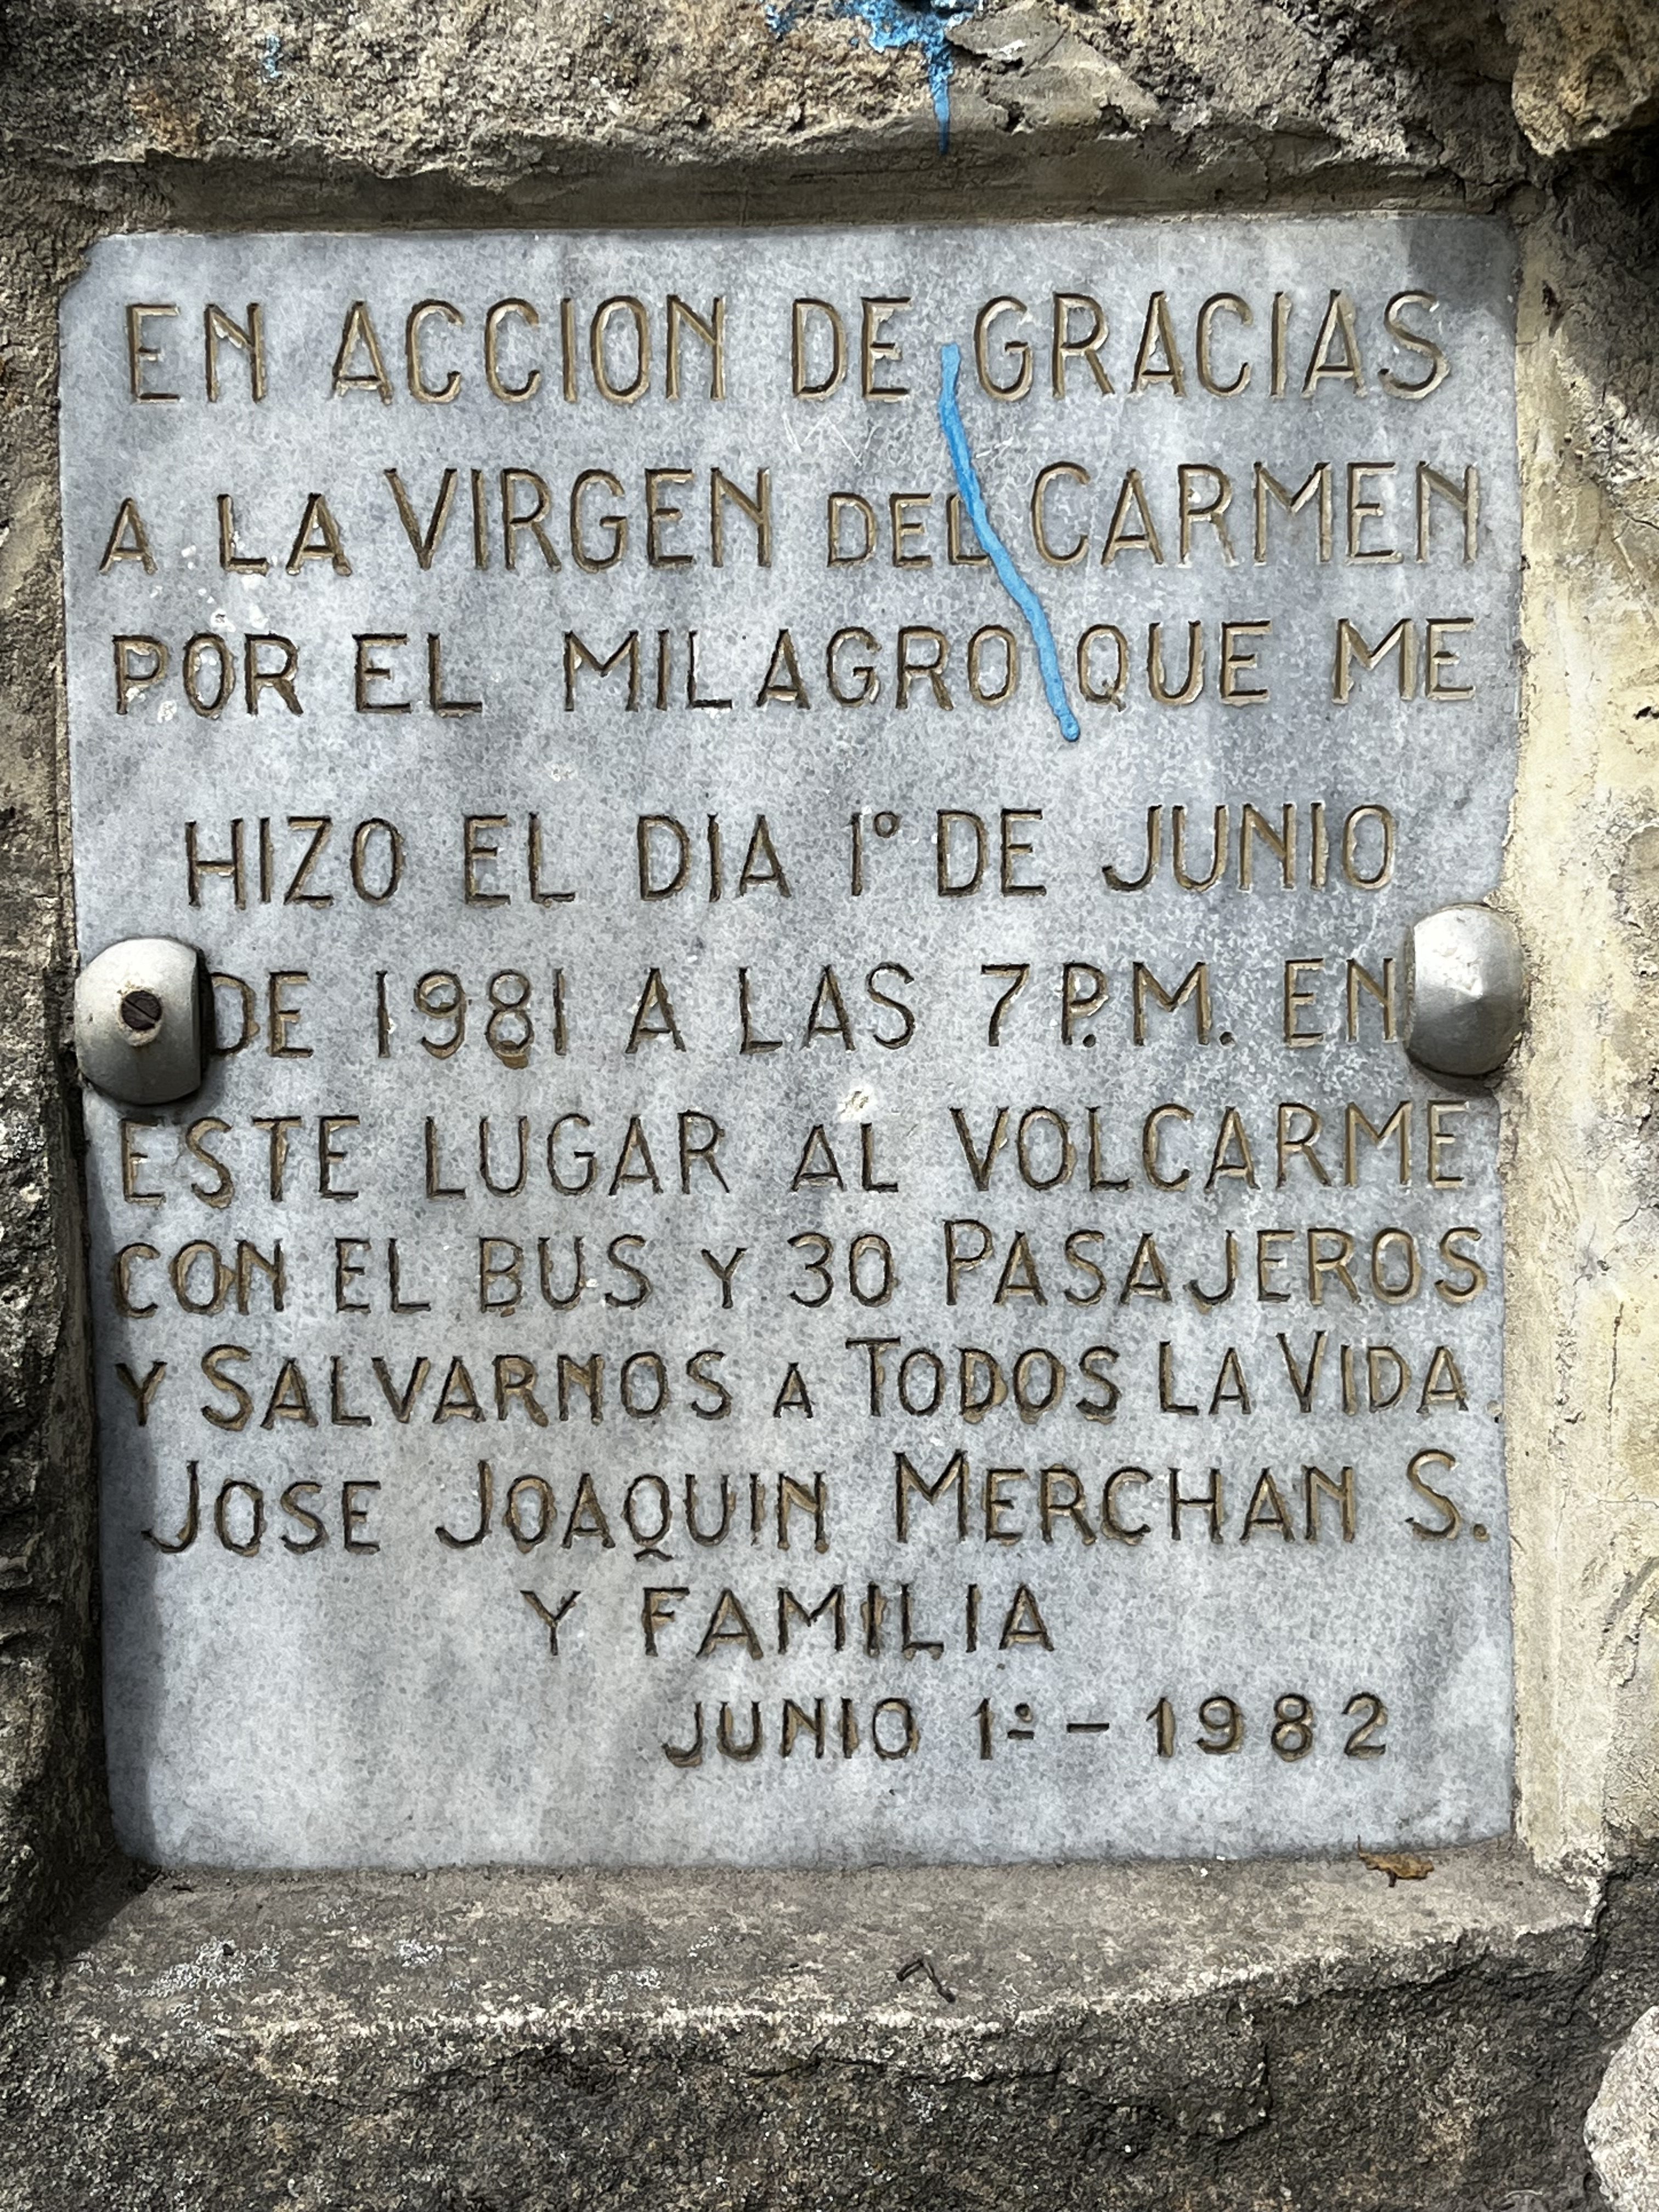 EN ACCION DE GRACIAS
A LA VIRGEN DEL CARMEN
POR EL MILAGRO QUE ME
HIZO EL DIA 1º DE JUNIO
DE 1981 A LAS 7 P.M. EN
ESTE LUGAR AL VOLCARME
CON EL BUS Y 30 PASAJEROS
Y SALVARNOS A TODOS LA VIDA.
JOSE JOAQUIN MERCHAN S.
Y FAMILIA
JUNIO 1º - 1982